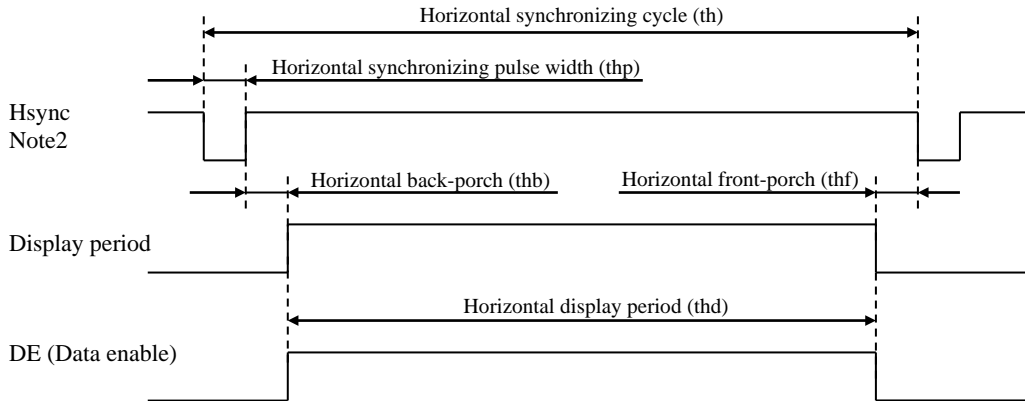 Horizontal synchronizing cycle (th)
Horizontal synchronizing pulse width (thp)
Hsync
Note2
Horizontal back-porch (thb)
Horizontal front-porch (thf)
Display period
Horizontal display period (thd)
DE (Data enable)